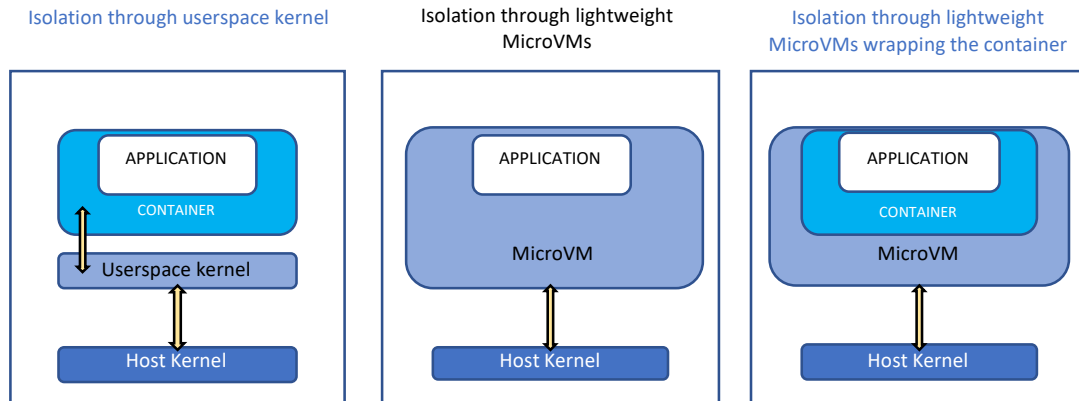 Isolation through userspace kernel
APPLICATION
CONTAINER
Userspace kernel
Host Kernel
Isolation through lightweight
MicroVMs
APPLICATION
MicroVM
Host Kernel
Isolation through lightweight
MicroVMs wrapping the container
APPLICATION
CONTAINER
MicroVM
Host Kernel